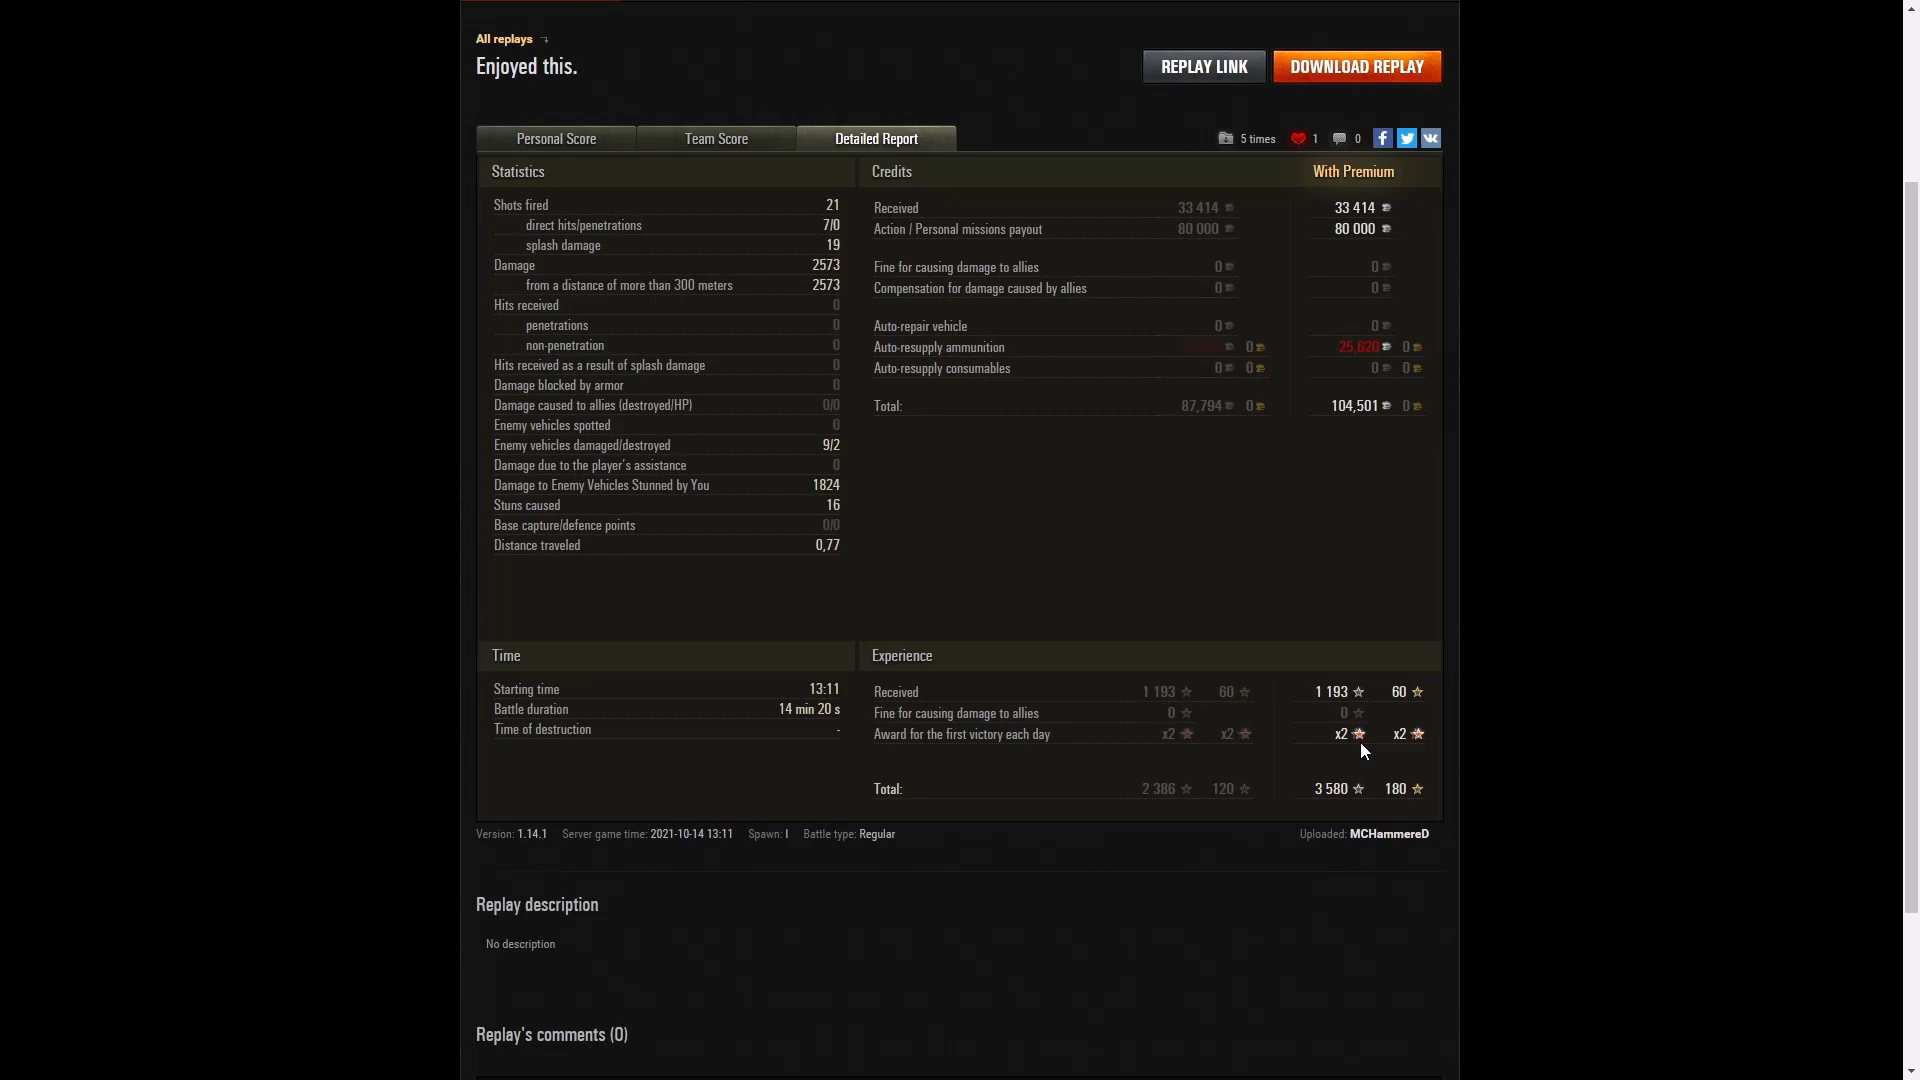 All replays
Enjoyed this.
REPLAY LINK
DOWNLOAD REPLAY
Personal Score
Team Score
Detailed Report
5 times
1
0
Statistics
Shots fired 21
direct hits/penetrations 7/0
splash damage 19
Damage 2573
from a distance of more than 300 meters 2573
Hits received 0
penetrations 0
non-penetration 0
Hits received as a result of splash damage 0
Damage blocked by armor 0
Damage caused to allies (destroyed/HP) 0/0
Enemy vehicles spotted 0
Enemy vehicles damaged/destroyed 9/2
Damage due to the player's assistance 0
Damage to Enemy Vehicles Stunned by You 1824
Stuns caused 16
Base capture/defence points 0/0
Distance traveled 0,77
Credits With Premium
Received 33 414 33 414
Action / Personal missions payout 80 000 80 000
Fine for causing damage to allies 0 0
Compensation for damage caused by allies 0 0
Auto-repair vehicle 0 0
Auto-resupply ammunition 0 25,620 0
Auto-resupply consumables 0 0 0 0
Total: 87,794 0 104,501 0
Time
Starting time 13:11
Battle duration 14 min 20 s
Time of destruction -
Experience
Received 1 193 60 1 193 60
Fine for causing damage to allies 0 0
Award for the first victory each day x2 x2 x2 x2
Total: 2 386 120 3 580 180
Version: 1.14.1 Server game time: 2021-10-14 13:11 Spawn: I Battle type: Regular Uploaded: MCHammereD
Replay description
No description
Replay's comments (0)